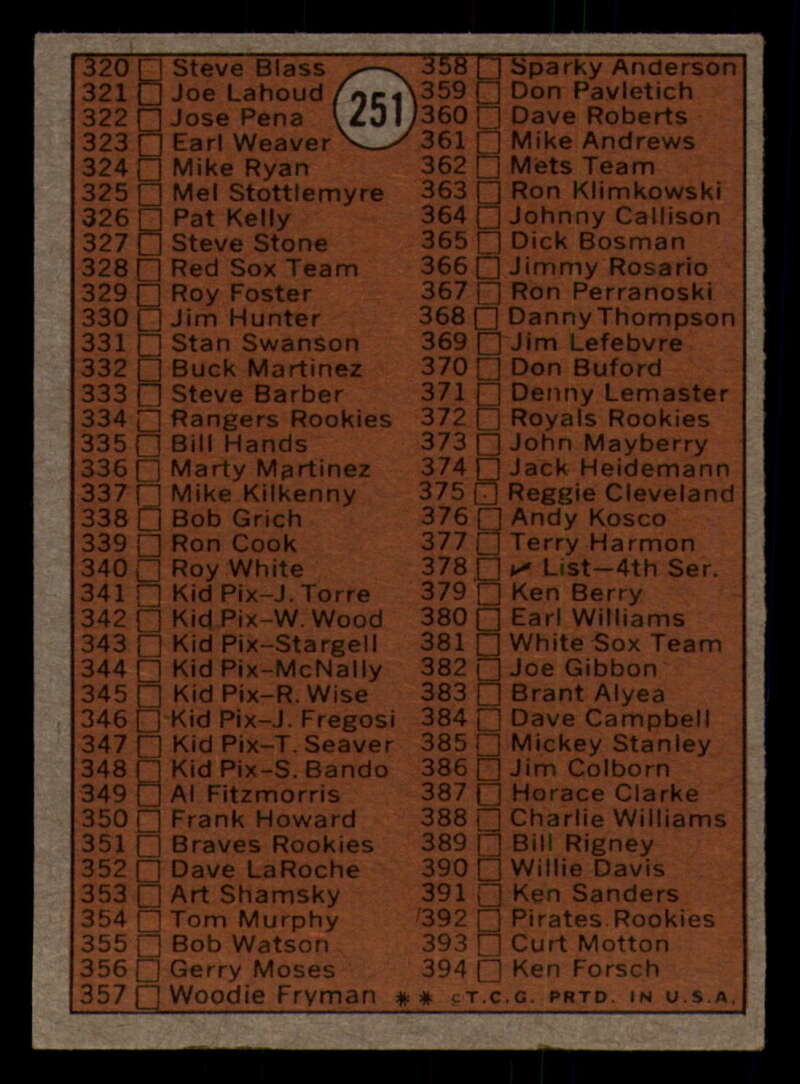 251
320 Steve Blass
321 Joe Lahoud
322 Jose Pena
323 Earl Weaver
324 Mike Ryan
325 Mel Stottlemyre
326 Pat Kelly
327 Steve Stone
328 Red Sox Team
329 Roy Foster
330 Jim Hunter
331 Stan Swanson
332 Buck Martinez
333 Steve Barber
334 Rangers Rookies
335 Bill Hands
336 Marty Martinez
337 Mike Kilkenny
338 Bob Grich
339 Ron Cook
340 Roy White
341 Kid Pix-J. Torre
342 Kid Pix-W. Wood
343 Kid Pix-Stargell
344 Kid Pix-McNally
345 Kid Pix-R. Wise
346 Kid Pix-J. Fregosi
347 Kid Pix-T. Seaver
348 Kid Pix-S. Bando
349 Al Fitzmorris
350 Frank Howard
351 Braves Rookies
352 Dave LaRoche
353 Art Shamsky
354 Tom Murphy
355 Bob Watson
356 Gerry Moses
357 Woodie Fryman
358 Sparky Anderson
359 Don Pavletich
360 Dave Roberts
361 Mike Andrews
362 Mets Team
363 Ron Klimkowski
364 Johnny Callison
365 Dick Bosman
366 Jimmy Rosario
367 Ron Perranoski
368 Danny Thompson
369 Jim Lefebvre
370 Don Buford
371 Denny Lemaster
372 Royals Rookies
373 John Mayberry
374 Jack Heidemann
375 Reggie Cleveland
376 Andy Kosco
377 Terry Harmon
378 ✔ List—4th Ser.
379 Ken Berry
380 Earl Williams
381 White Sox Team
382 Joe Gibbon
383 Brant Alyea
384 Dave Campbell
385 Mickey Stanley
386 Jim Colborn
387 Horace Clarke
388 Charlie Williams
389 Bill Rigney
390 Willie Davis
391 Ken Sanders
392 Pirates Rookies
393 Curt Motton
394 Ken Forsch
* * ©T.C.G. PRTD. IN U.S.A.